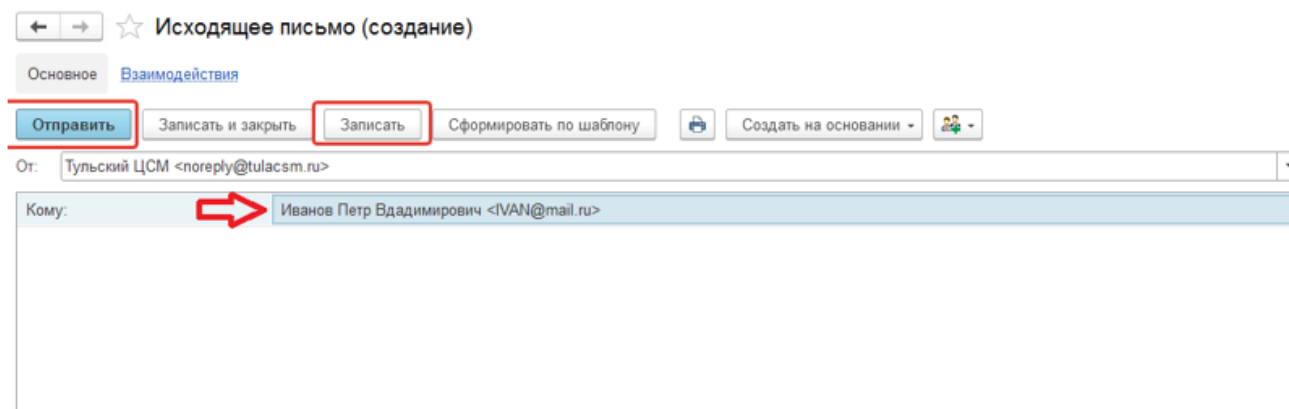 Исходящее письмо (создание)
Основное Взаимодействия
Отправить Записать и закрыть Записать Сформировать по шаблону Создать на основании
От: Тульский ЦСМ <noreply@tulacsm.ru>
Кому: Иванов Петр Вдадимирович <IVAN@mail.ru>